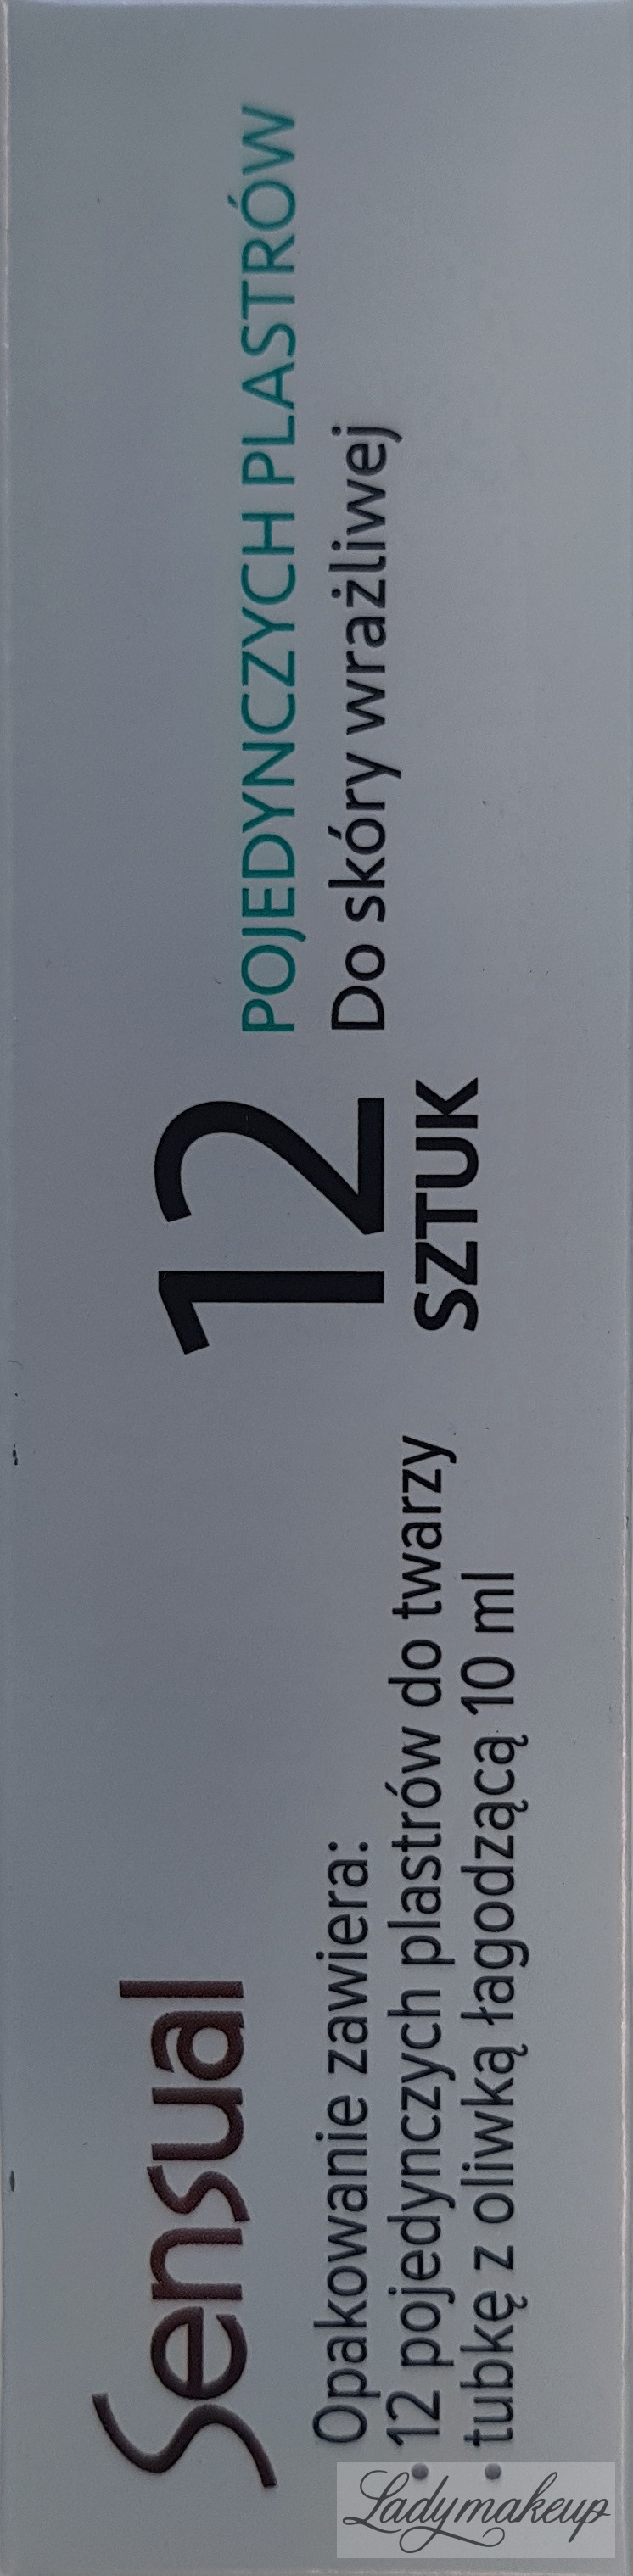 Sensual
Opakowanie zawiera:
• 12 pojedynczych plastrów do twarzy
• tubkę z oliwką łagodzącą 10 ml
12
SZTUK
POJEDYNCZYCH PLASTRÓW
Do skóry wrażliwej
Ladymakeup